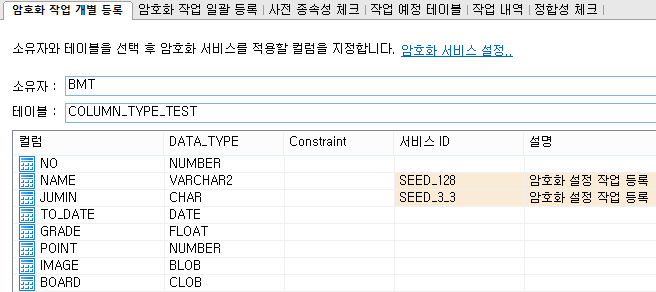 암호화 작업 개별 등록 암호화 작업 일괄 등록 | 사전 종속성 체크 | 작업 예정 테이블 | 작업 내역 | 정합성 체크 |
소유자와 테이블을 선택 후 암호화 서비스를 적용할 컬럼을 지정합니다. 암호화 서비스 설정..
소유자 : BMT
테이블 : COLUMN_TYPE_TEST
컬럼 DATA_TYPE Constraint 서비스 ID 설명
NO NUMBER
NAME VARCHAR2 SEED_128 암호화 설정 작업 등록
JUMIN CHAR SEED_3_3 암호화 설정 작업 등록
TO_DATE DATE
GRADE FLOAT
POINT NUMBER
IMAGE BLOB
BOARD CLOB